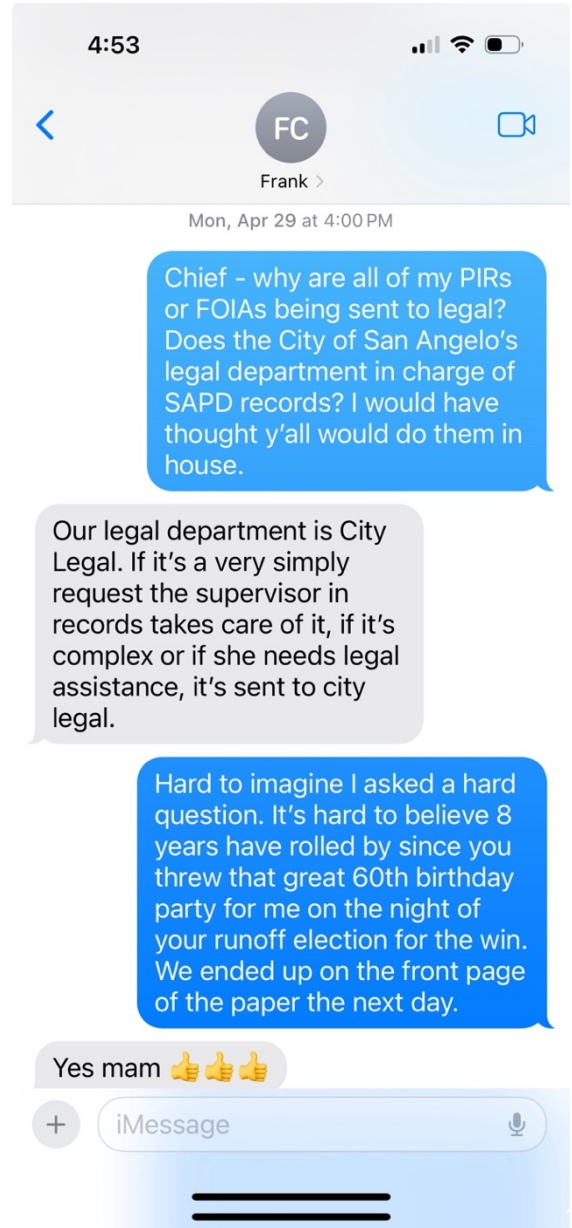 4:53
FC
Frank >
Mon, Apr 29 at 4:00 PM
Chief - why are all of my PIRs
or FOIAs being sent to legal?
Does the City of San Angelo's
legal department in charge of
SAPD records? I would have
thought y'all would do them in
house.
Our legal department is City
Legal. If it's a very simply
request the supervisor in
records takes care of it, if it's
complex or if she needs legal
assistance, it's sent to city
legal.
Hard to imagine I asked a hard
question. It's hard to believe 8
years have rolled by since you
threw that great 60th birthday
party for me on the night of
your runoff election for the win.
We ended up on the front page
of the paper the next day.
Yes mam 👍👍👍
iMessage